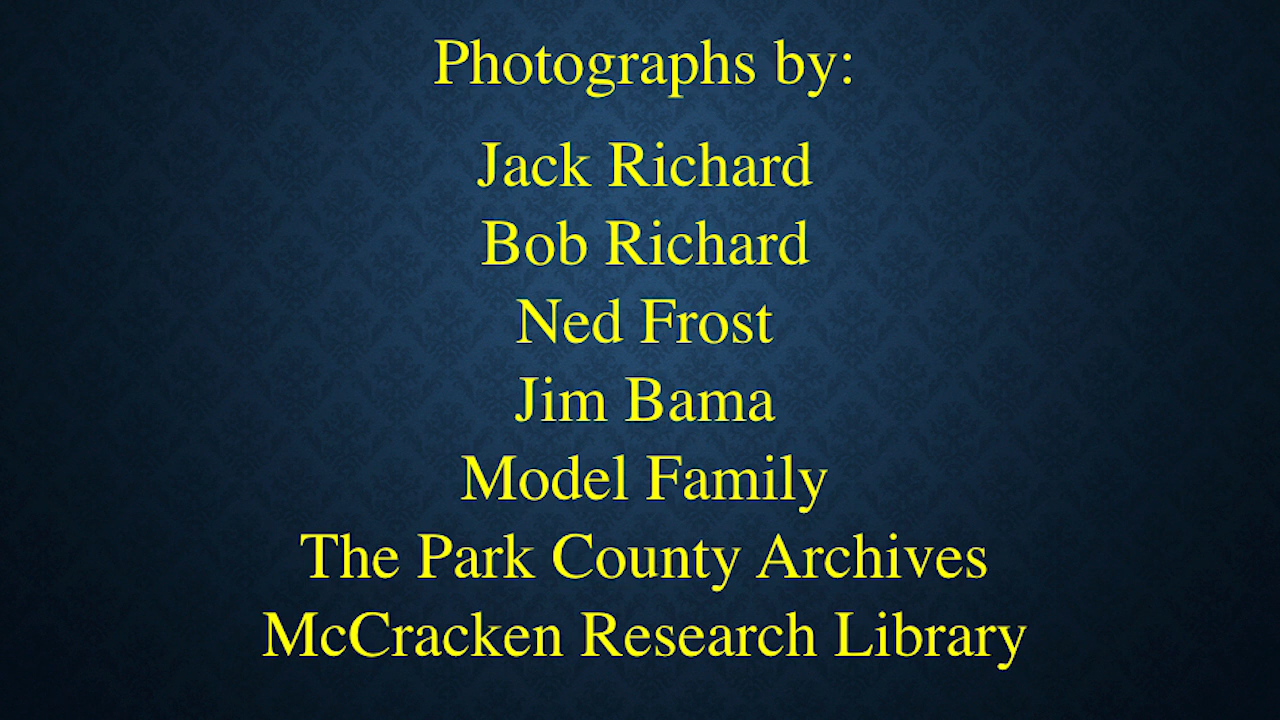 Photographs by:
Jack Richard
Bob Richard
Ned Frost
Jim Bama
Model Family
The Park County Archives
McCracken Research Library